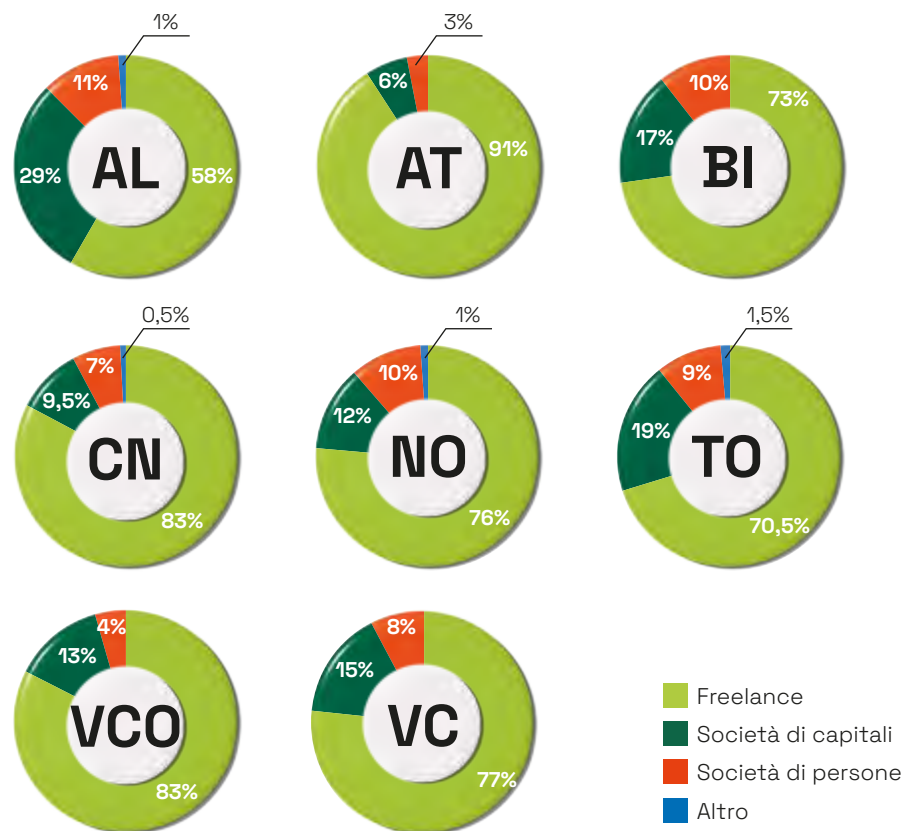 1%
3%
11%
29%
AL
58%
6%
AT
91%
10%
73%
17%
BI
0,5%
1%
1,5%
7%
9,5%
CN
83%
10%
12%
NO
76%
9%
19%
TO
70,5%
4%
13%
VCO
83%
8%
15%
VC
77%
Freelance
Società di capitali
Società di persone
Altro